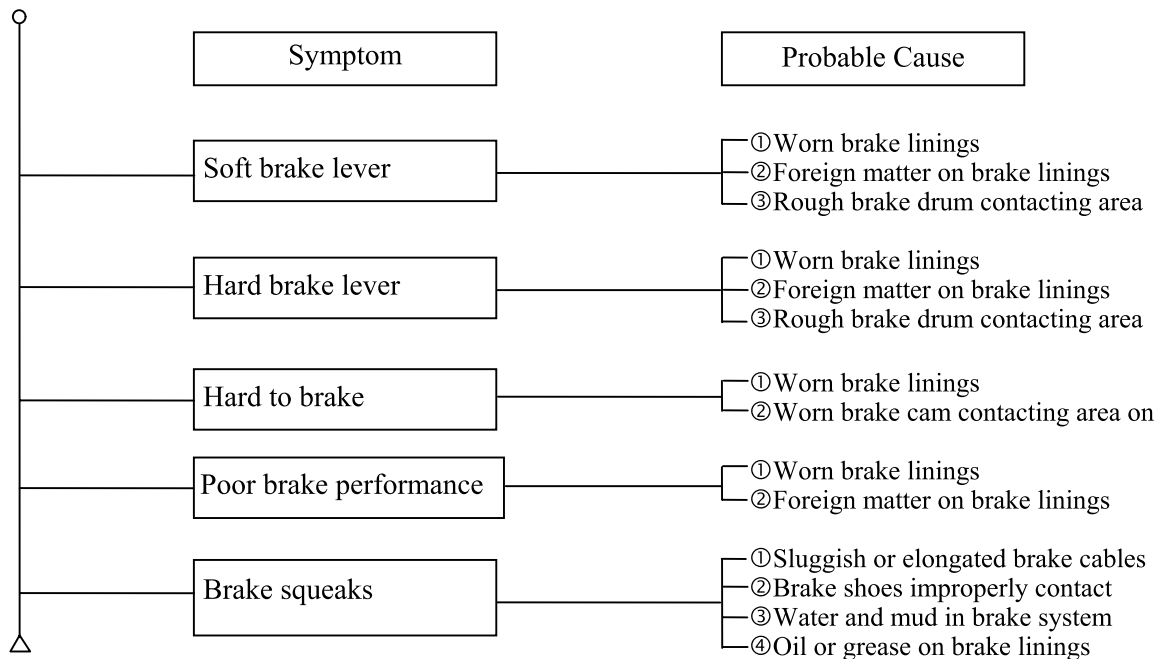 Symptom
Probable Cause
Soft brake lever
①Worn brake linings
②Foreign matter on brake linings
③Rough brake drum contacting area
Hard brake lever
①Worn brake linings
②Foreign matter on brake linings
③Rough brake drum contacting area
Hard to brake
①Worn brake linings
②Worn brake cam contacting area on
Poor brake performance
①Worn brake linings
②Foreign matter on brake linings
Brake squeaks
①Sluggish or elongated brake cables
②Brake shoes improperly contact
③Water and mud in brake system
④Oil or grease on brake linings